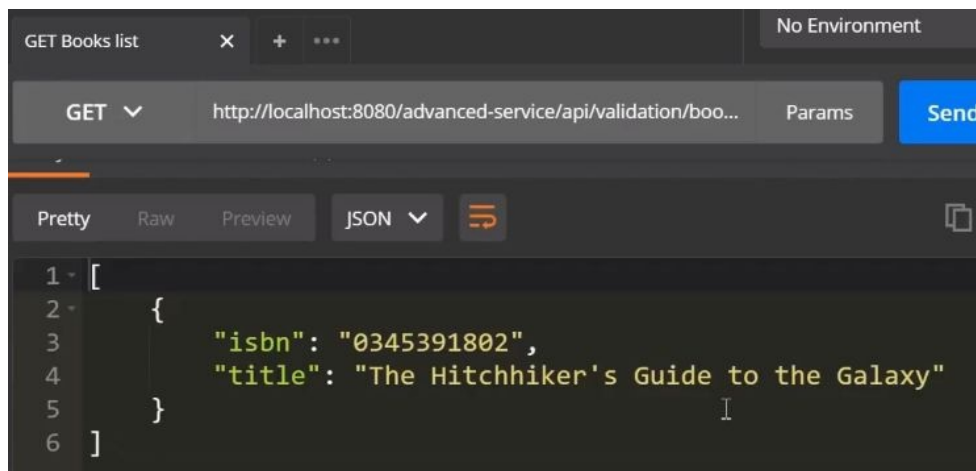 GET Books list × + •••
No Environment
GET http://localhost:8080/advanced-service/api/validation/boo... Params Send
Pretty Raw Preview JSON
1 [
2 {
3 "isbn": "0345391802",
4 "title": "The Hitchhiker's Guide to the Galaxy"
5 }
6 ]